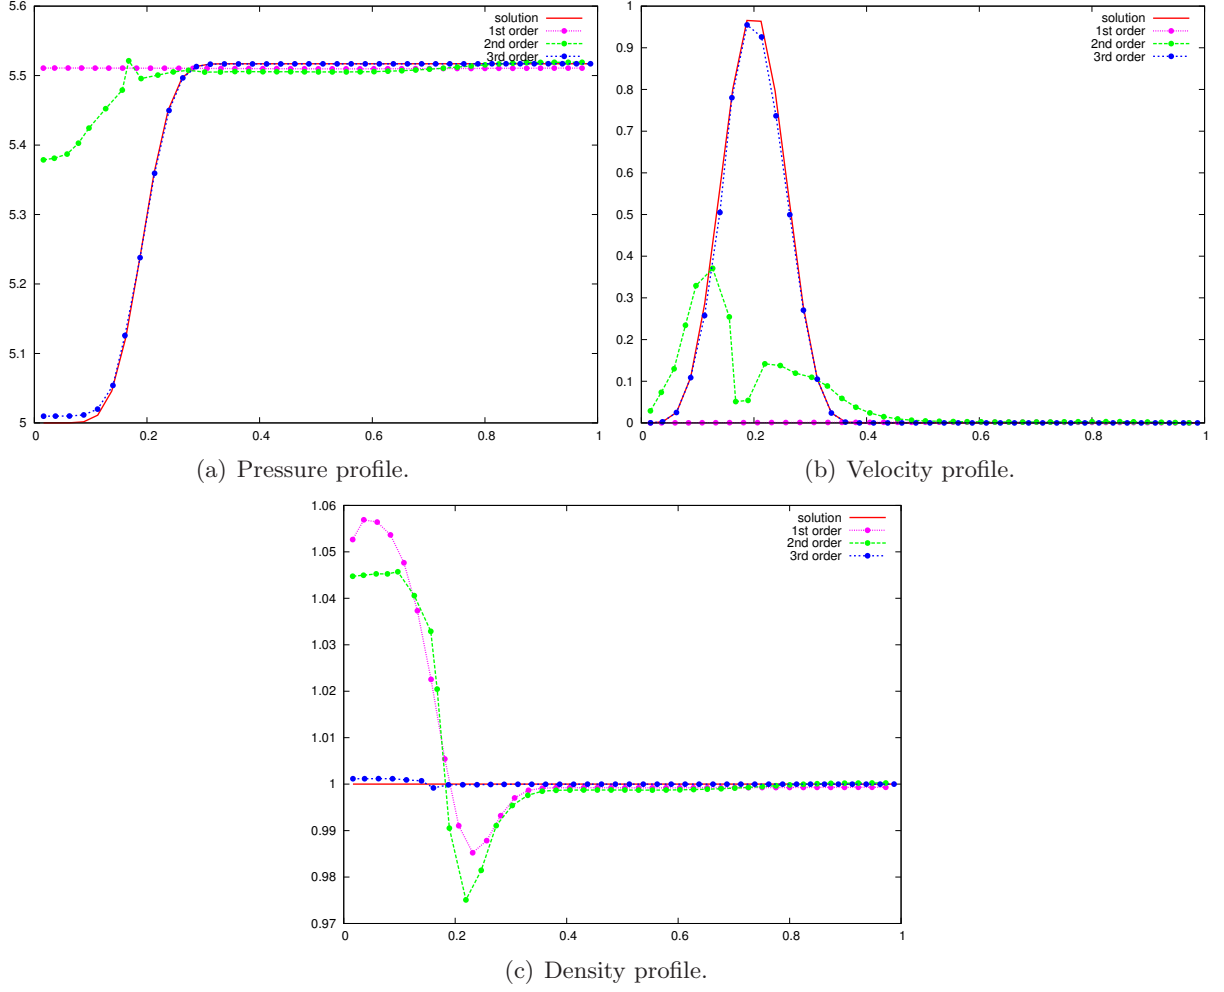 5.6
5.5
5.4
5.3
5.2
5.1
5
0 0.2 0.4 0.6 0.8 1
solution
1st order
2nd order
3rd order
(a) Pressure profile.
1
0.9
0.8
0.7
0.6
0.5
0.4
0.3
0.2
0.1
0
0 0.2 0.4 0.6 0.8 1
solution
1st order
2nd order
3rd order
(b) Velocity profile.
1.06
1.05
1.04
1.03
1.02
1.01
1
0.99
0.98
0.97
0 0.2 0.4 0.6 0.8 1
solution
1st order
2nd order
3rd order
(c) Density profile.